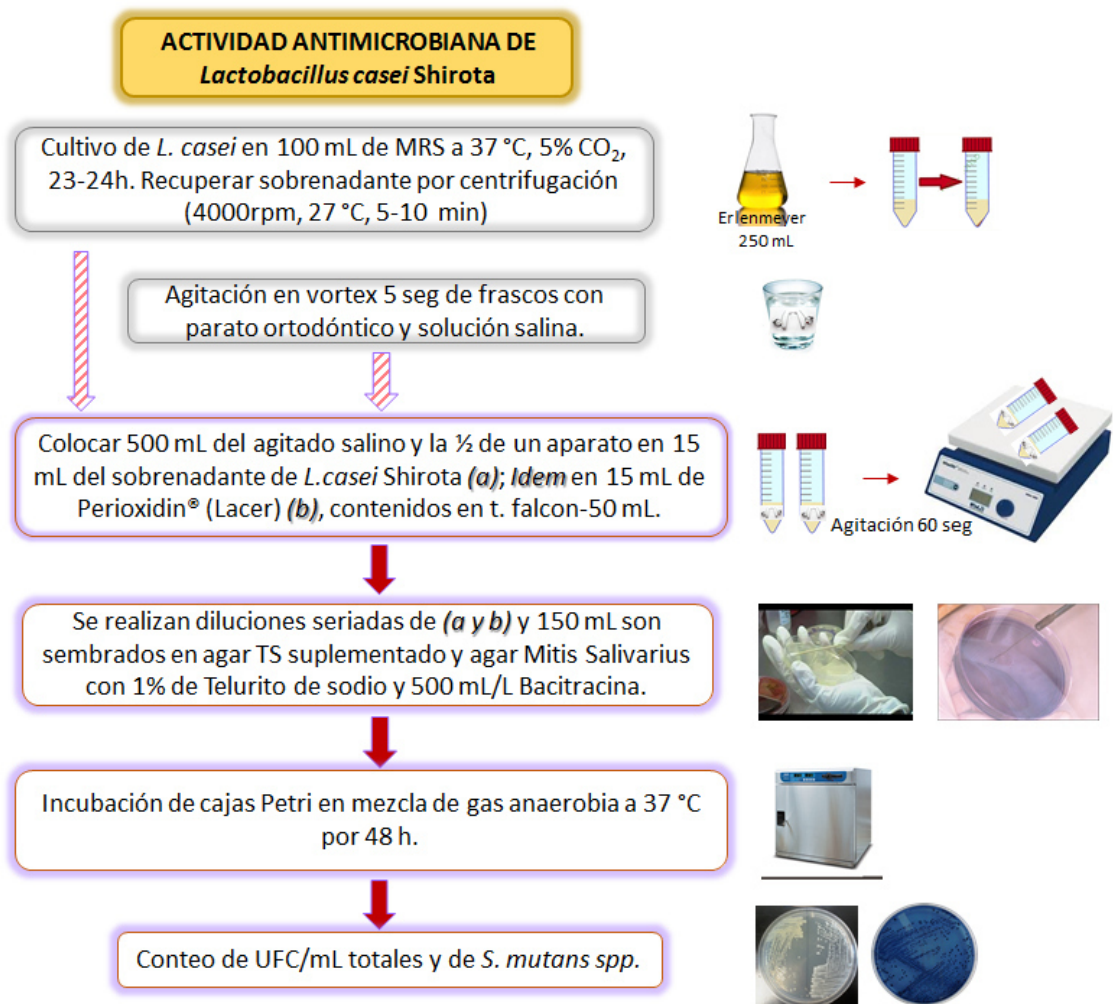 ACTIVIDAD ANTIMICROBIANA DE
Lactobacillus casei Shirota
Cultivo de L. casei en 100 mL de MRS a 37 °C, 5% CO₂,
23-24h. Recuperar sobrenadante por centrifugación
(4000rpm, 27 °C, 5-10 min)
Erlenmeyer
250 mL
Agitación en vortex 5 seg de frascos con
parato ortodóntico y solución salina.
Colocar 500 mL del agitado salino y la ½ de un aparato en 15
mL del sobrenadante de L.casei Shirota (a); Idem en 15 mL de
Perioxidin® (Lacer) (b), contenidos en t. falcon-50 mL.
Agitación 60 seg
Se realizan diluciones seriadas de (a y b) y 150 mL son
sembrados en agar TS suplementado y agar Mitis Salivarius
con 1% de Telurito de sodio y 500 mL/L Bacitracina.
Incubación de cajas Petri en mezcla de gas anaerobia a 37 °C
por 48 h.
Conteo de UFC/mL totales y de S. mutans spp.